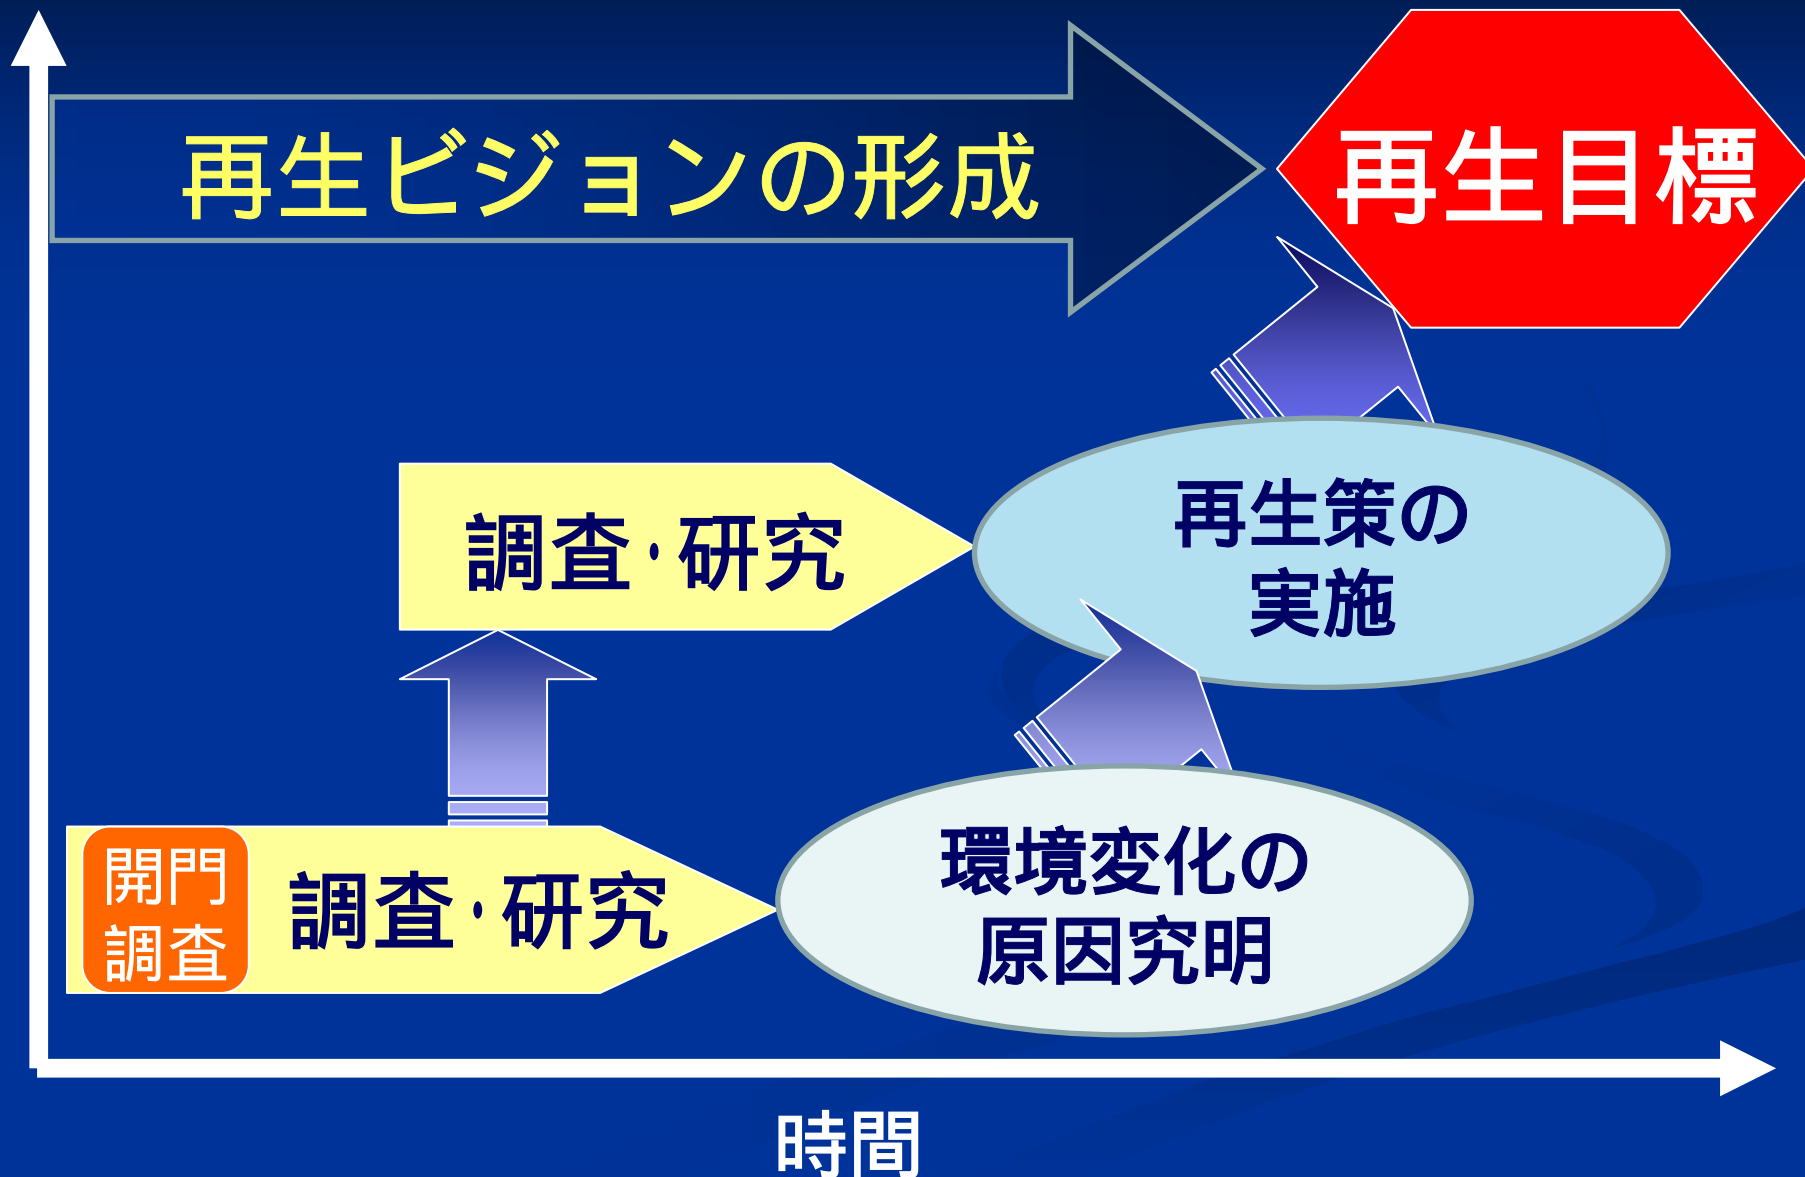 再生ビジョンの形成
再生目標
調査・研究
再生策の
実施
開門
調査
調査・研究
環境変化の
原因究明
時間